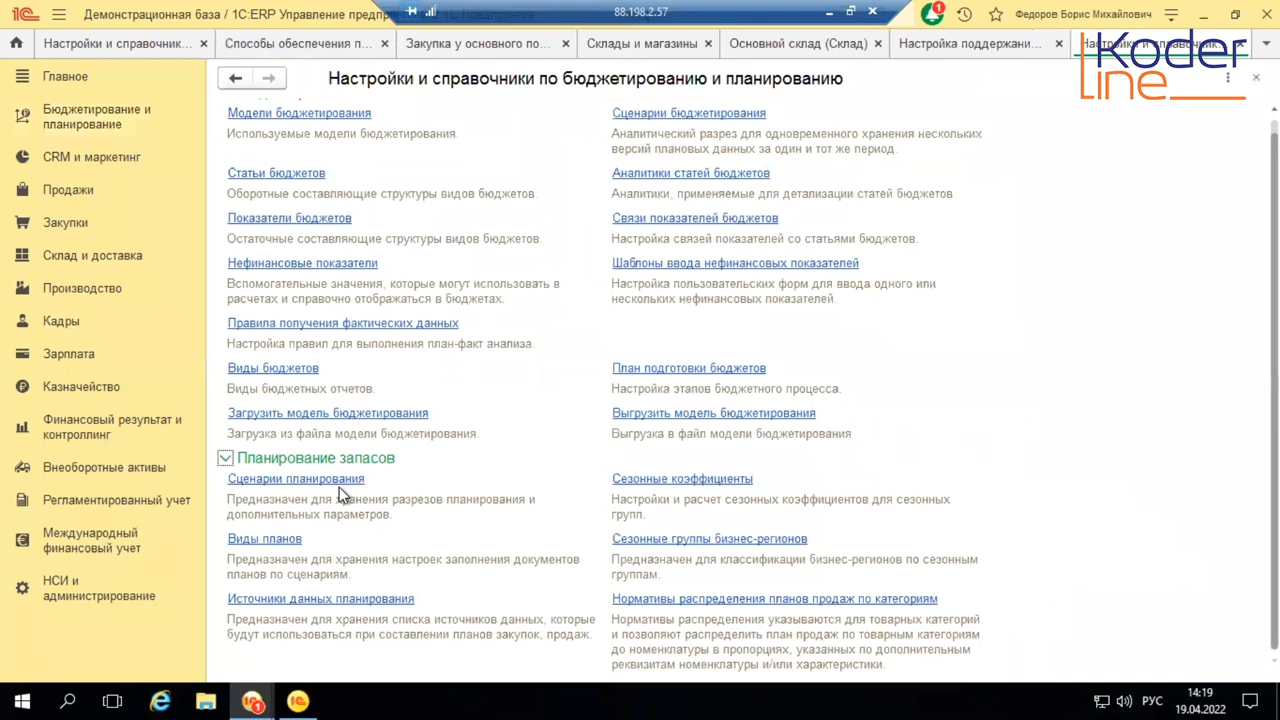 Демонстрационная база / 1С:ERP Управление предпр
88.198.2.57
1
Федоров Борис Михайлович
Настройки и справочник...
Способы обеспечения п...
Закупка у основного по...
Склады и магазины
Основной склад (Склад)
Настройка поддержани...
Koder
line
Главное
Бюджетирование и
планирование
CRM и маркетинг
Продажи
Закупки
Склад и доставка
Производство
Кадры
Зарплата
Казначейство
Финансовый результат и
контроллинг
Внеоборотные активы
Регламентированный учет
Международный
финансовый учет
НСИ и
администрирование
Настройки и справочники по бюджетированию и планированию
Модели бюджетирования
Используемые модели бюджетирования.
Сценарии бюджетирования
Аналитический разрез для одновременного хранения нескольких
версий плановых данных за один и тот же период.
Статьи бюджетов
Оборотные составляющие структуры видов бюджетов.
Аналитики статей бюджетов
Аналитики, применяемые для детализации статей бюджетов.
Показатели бюджетов
Остаточные составляющие структуры видов бюджетов.
Связи показателей бюджетов
Настройка связей показателей со статьями бюджетов.
Нефинансовые показатели
Вспомогательные значения, которые могут использовать в
расчетах и справочно отображаться в бюджетах.
Шаблоны ввода нефинансовых показателей
Настройка пользовательских форм для ввода одного или
нескольких нефинансовых показателей.
Правила получения фактических данных
Настройка правил для выполнения план-факт анализа.
Виды бюджетов
Виды бюджетных отчетов.
План подготовки бюджетов
Настройка этапов бюджетного процесса.
Загрузить модель бюджетирования
Загрузка из файла модели бюджетирования.
Выгрузить модель бюджетирования
Выгрузка в файл модели бюджетирования
Планирование запасов
Сценарии планирования
Предназначен для хранения разрезов планирования и
дополнительных параметров.
Сезонные коэффициенты
Настройки и расчет сезонных коэффициентов для сезонных
групп.
Виды планов
Предназначен для хранения настроек заполнения документов
планов по сценариям.
Сезонные группы бизнес-регионов
Предназначен для классификации бизнес-регионов по сезонным
группам.
Источники данных планирования
Предназначен для хранения списка источников данных, которые
будут использоваться при составлении планов закупок, продаж.
Нормативы распределения планов продаж по категориям
Нормативы распределения указываются для товарных категорий
и позволяют распределить план продаж по товарным категориям
до номенклатуры в пропорциях, указанных по дополнительным
реквизитам номенклатуры и/или характеристики.
РУС
14:19
19.04.2022